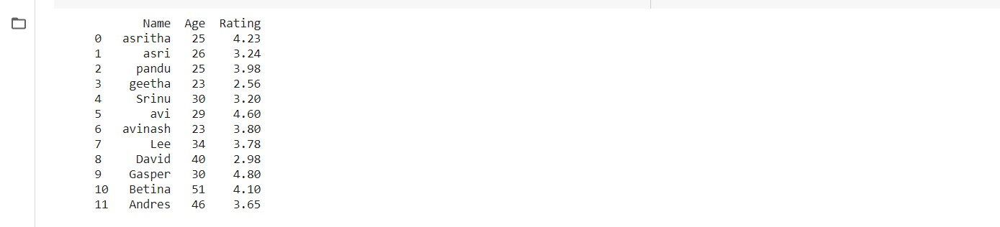 Name Age Rating
0 asritha 25 4.23
1 asri 26 3.24
2 pandu 25 3.98
3 geetha 23 2.56
4 Srinu 30 3.20
5 avi 29 4.60
6 avinash 23 3.80
7 Lee 34 3.78
8 David 40 2.98
9 Gasper 30 4.80
10 Betina 51 4.10
11 Andres 46 3.65